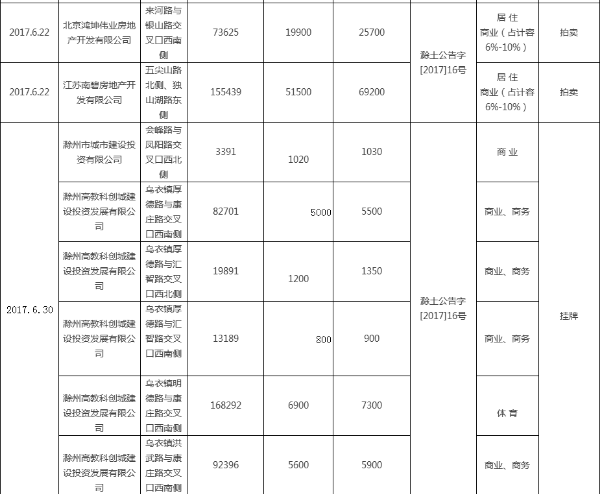 2017.6.22
北京鸿坤伟业房地
产开发有限公司
来河路与
银山路交
叉口西南
侧
73625
19900
25700
滁土公告字
[2017]16号
居 住
商业（占计容
6%-10%）
拍卖
2017.6.22
江苏南碧房地产开
发有限公司
五尖山路
北侧、独
山湖路东
侧
155439
51500
69200
居 住
商业（占计容
6%-10%）
拍卖
2017.6.30
滁州市城市建设投
资有限公司
会峰路与
凤阳路交
叉口西北
侧
3391
1020
1030
滁土公告字
[2017]16号
商 业
挂牌
滁州高教科创城建
设投资发展有限公
司
乌衣镇厚
德路与康
庄路交叉
口西南侧
82701
5000
5500
商业、商务
滁州高教科创城建
设投资发展有限公
司
乌衣镇厚
德路与汇
智路交叉
口西北侧
19891
1200
1350
商业、商务
滁州高教科创城建
设投资发展有限公
司
乌衣镇厚
德路与汇
智路交叉
口西南侧
13189
800
900
商业、商务
滁州高教科创城建
设投资发展有限公
司
乌衣镇明
德路与康
庄路交叉
口西南侧
168292
6900
7300
体 育
滁州高教科创城建
设投资发展有限公
司
乌衣镇洪
武路与康
庄路交叉
口西南侧
92396
5600
5900
商业、商务